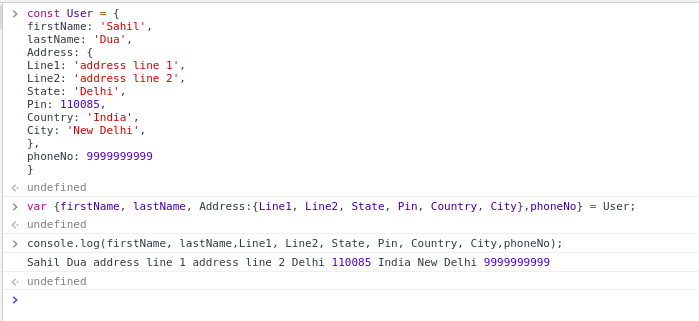 const User = {
firstName: 'Sahil',
lastName: 'Dua',
Address: {
Line1: 'address line 1',
Line2: 'address line 2',
State: 'Delhi',
Pin: 110085,
Country: 'India',
City: 'New Delhi',
},
phoneNo: 9999999999
}
undefined
var {firstName, lastName, Address:{Line1, Line2, State, Pin, Country, City},phoneNo} = User;
undefined
console.log(firstName, lastName,Line1, Line2, State, Pin, Country, City,phoneNo);
Sahil Dua address line 1 address line 2 Delhi 110085 India New Delhi 9999999999
undefined